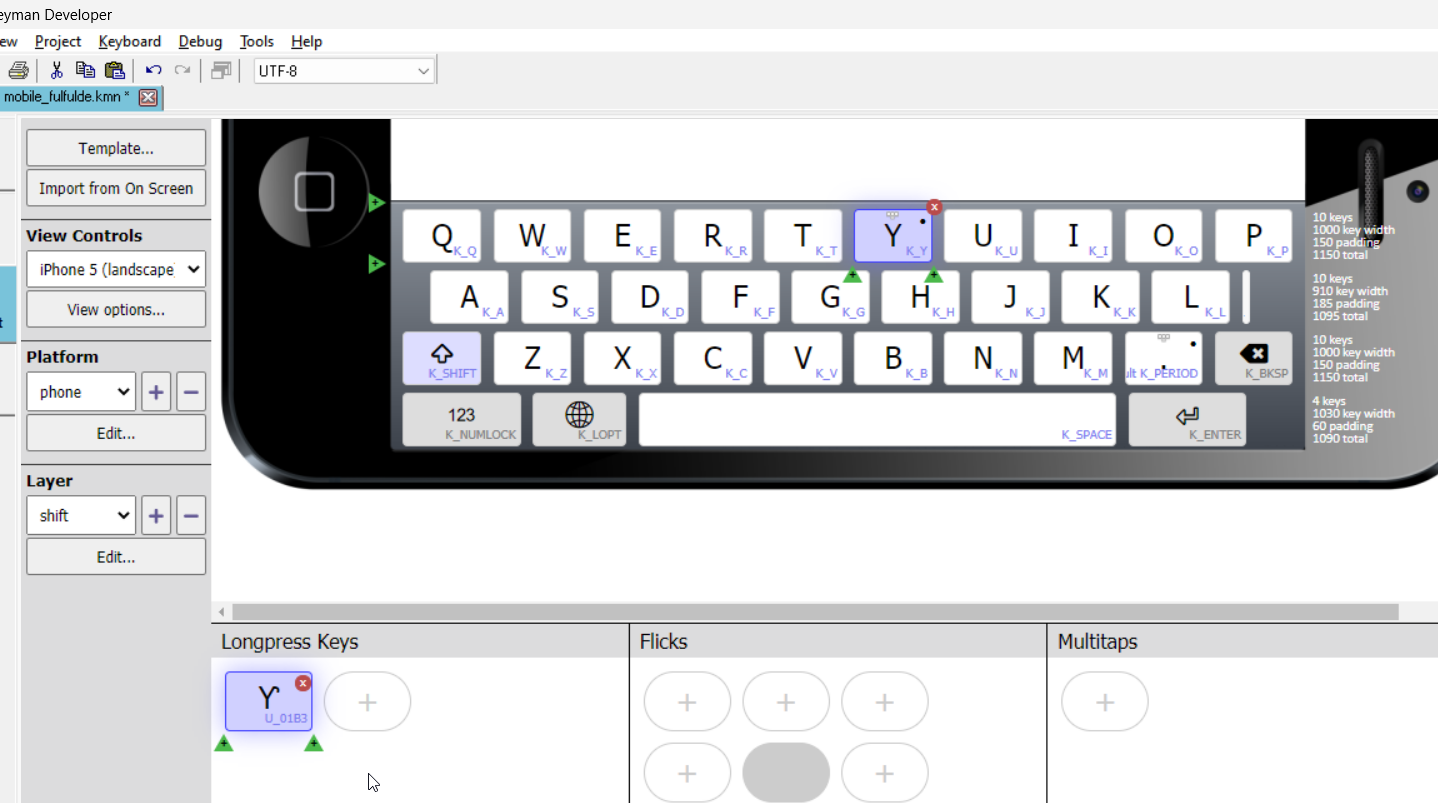 eyman Developer
ew Project Keyboard Debug Tools Help
UTF-8
mobile_fulfulde.kmn *
Template...
Import from On Screen
View Controls
iPhone 5 (landscape
View options...
Platform
phone
Edit...
Layer
shift
Edit...
Q K_Q W K_W E K_E R K_R T K_T Y K_Y U K_U I K_I O K_O P K_P
A K_A S K_S D K_D F K_F G K_G H K_H J K_J K K_K L K_L
K_SHIFT Z K_Z X K_X C K_C V K_V B K_B N K_N M K_M . ult K_PERIOD K_BKSP
123 K_NUMLOCK K_LOPT K_SPACE K_ENTER
10 keys
1000 key width
150 padding
1150 total
10 keys
910 key width
185 padding
1095 total
10 keys
1000 key width
150 padding
1150 total
4 keys
1030 key width
60 padding
1090 total
Longpress Keys Flicks Multitaps
Ƴ U_01B3